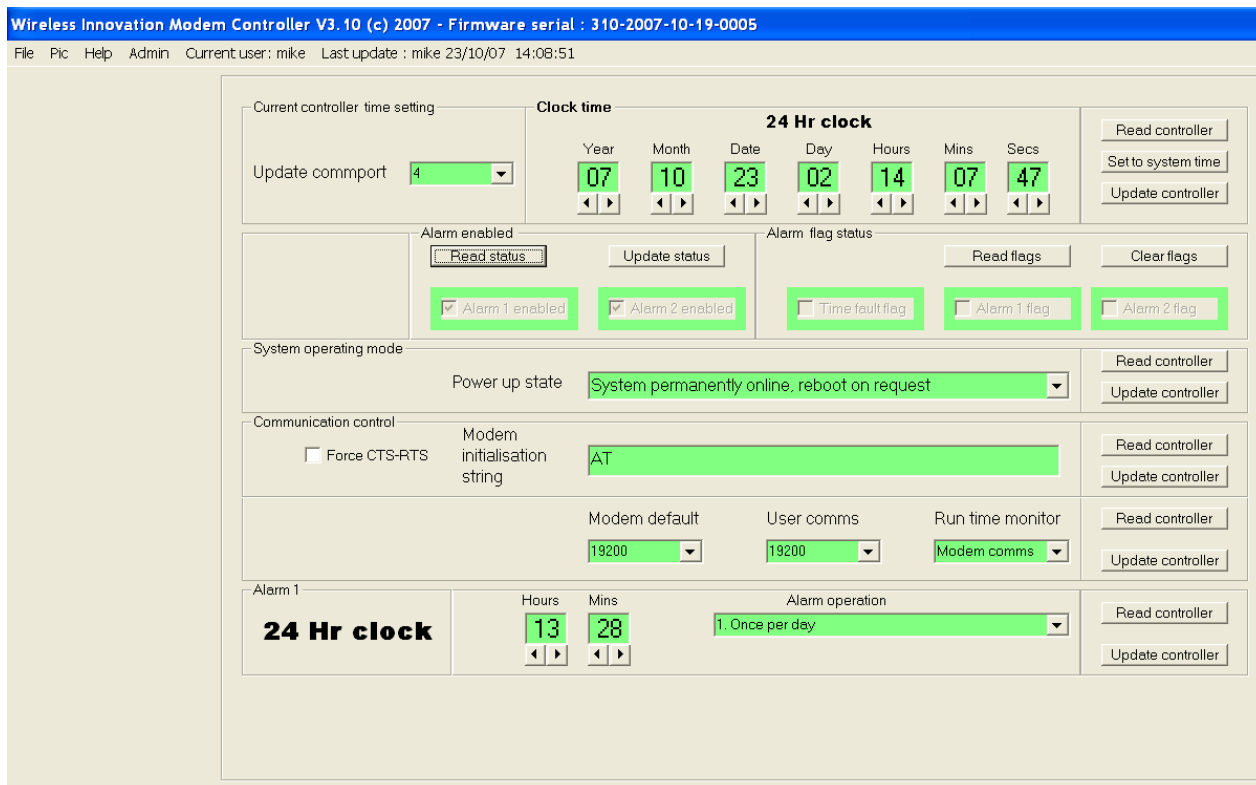 Wireless Innovation Modem Controller V3.10 (c) 2007 - Firmware serial : 310-2007-10-19-0005
File Pic Help Admin Current user: mike Last update : mike 23/10/07 14:08:51
Current controller time setting
Clock time
24 Hr clock
Year Month Date Day Hours Mins Secs
Update commport 4
07 10 23 02 14 07 47
Read controller
Set to system time
Update controller
Alarm enabled
Alarm flag status
Read status Update status Read flags Clear flags
Alarm 1 enabled Alarm 2 enabled Time fault flag Alarm 1 flag Alarm 2 flag
System operating mode
Power up state System permanently online, reboot on request
Read controller
Update controller
Communication control
Force CTS-RTS
Modem
initialisation
string
AT
Read controller
Update controller
Modem default User comms Run time monitor
19200 19200 Modem comms
Read controller
Update controller
Alarm 1
24 Hr clock
Hours Mins Alarm operation
13 28 1. Once per day
Read controller
Update controller